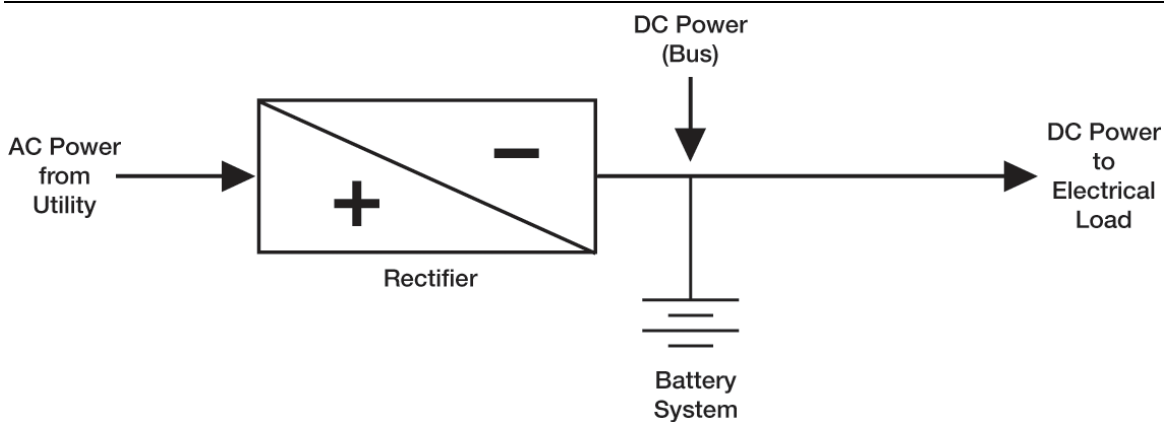 AC Power
from
Utility
+
−
Rectifier
DC Power
(Bus)
Battery
System
DC Power
to
Electrical
Load